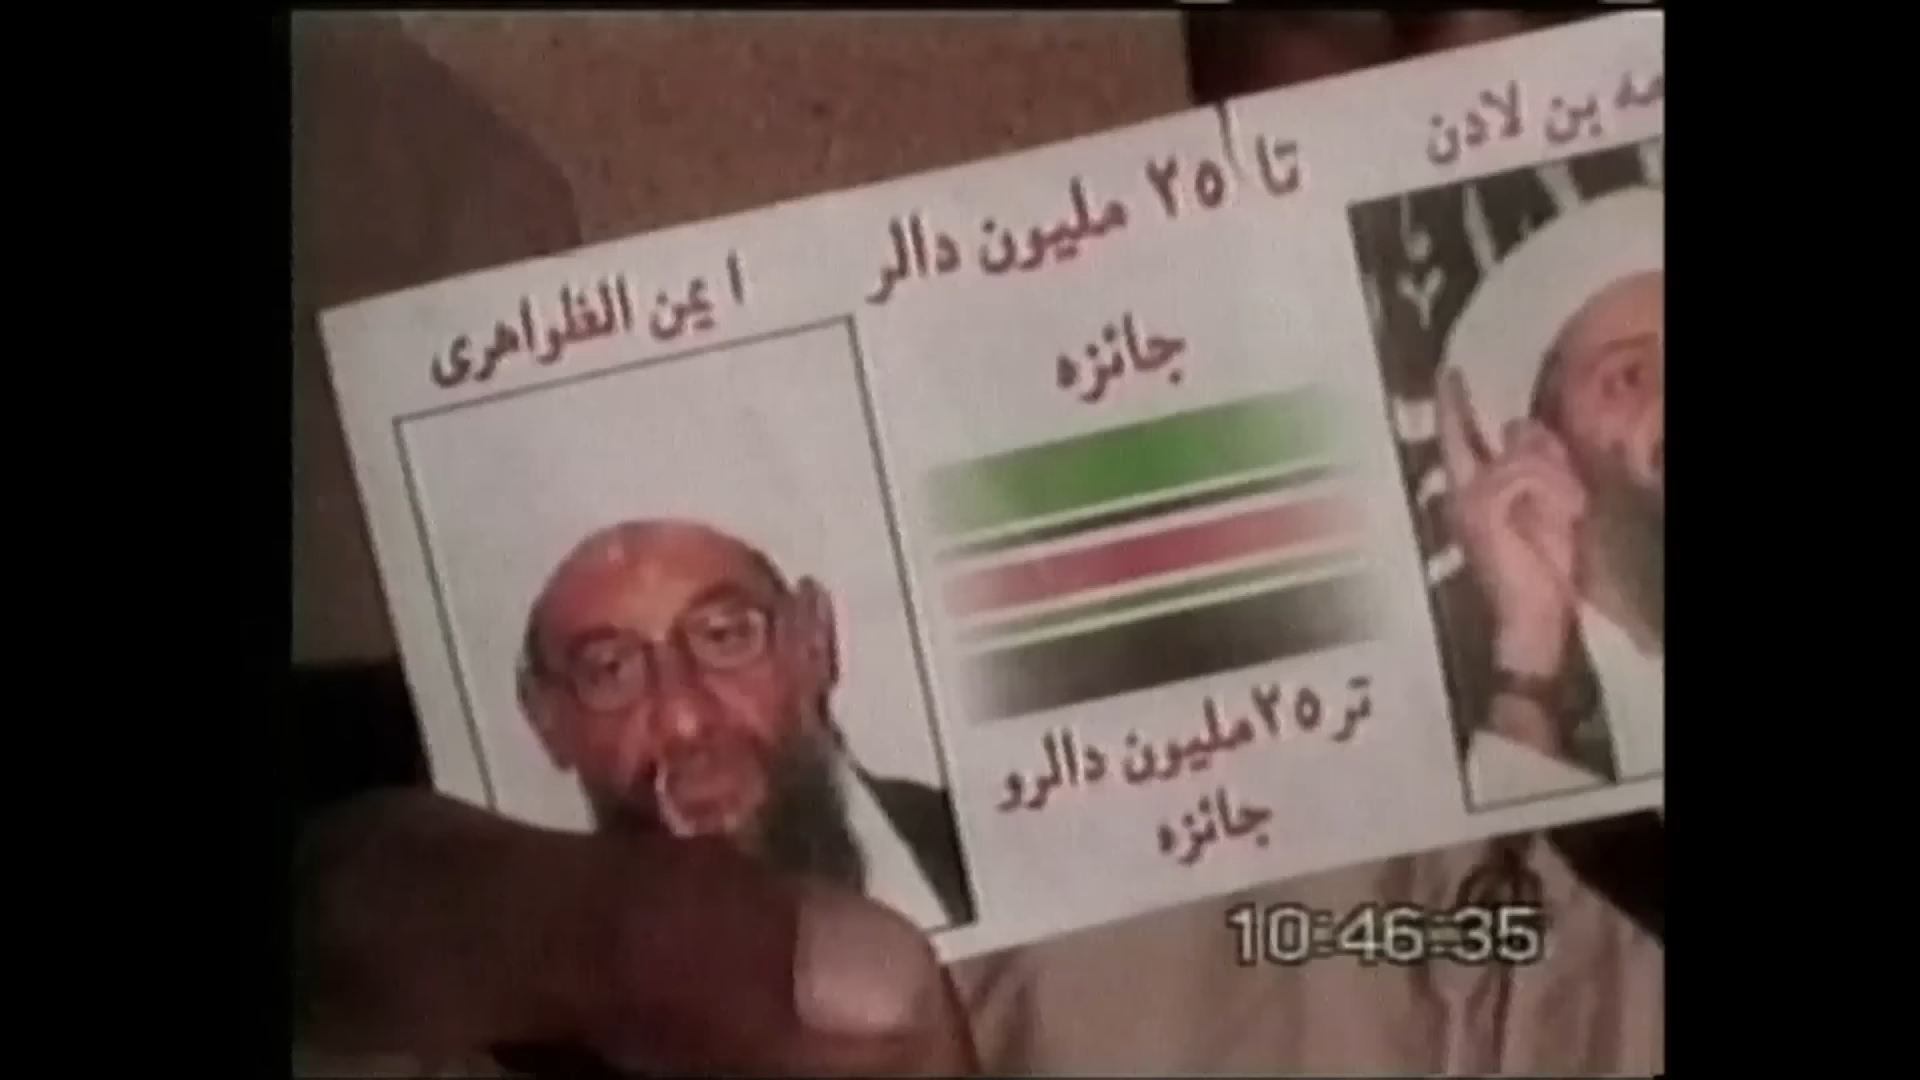 بن لادن
تا ۲۵ ملیون دالر
جائزه
ا یمن الظواهری
تر ۲۵ ملیون دالرو
جائزه
10:46:35